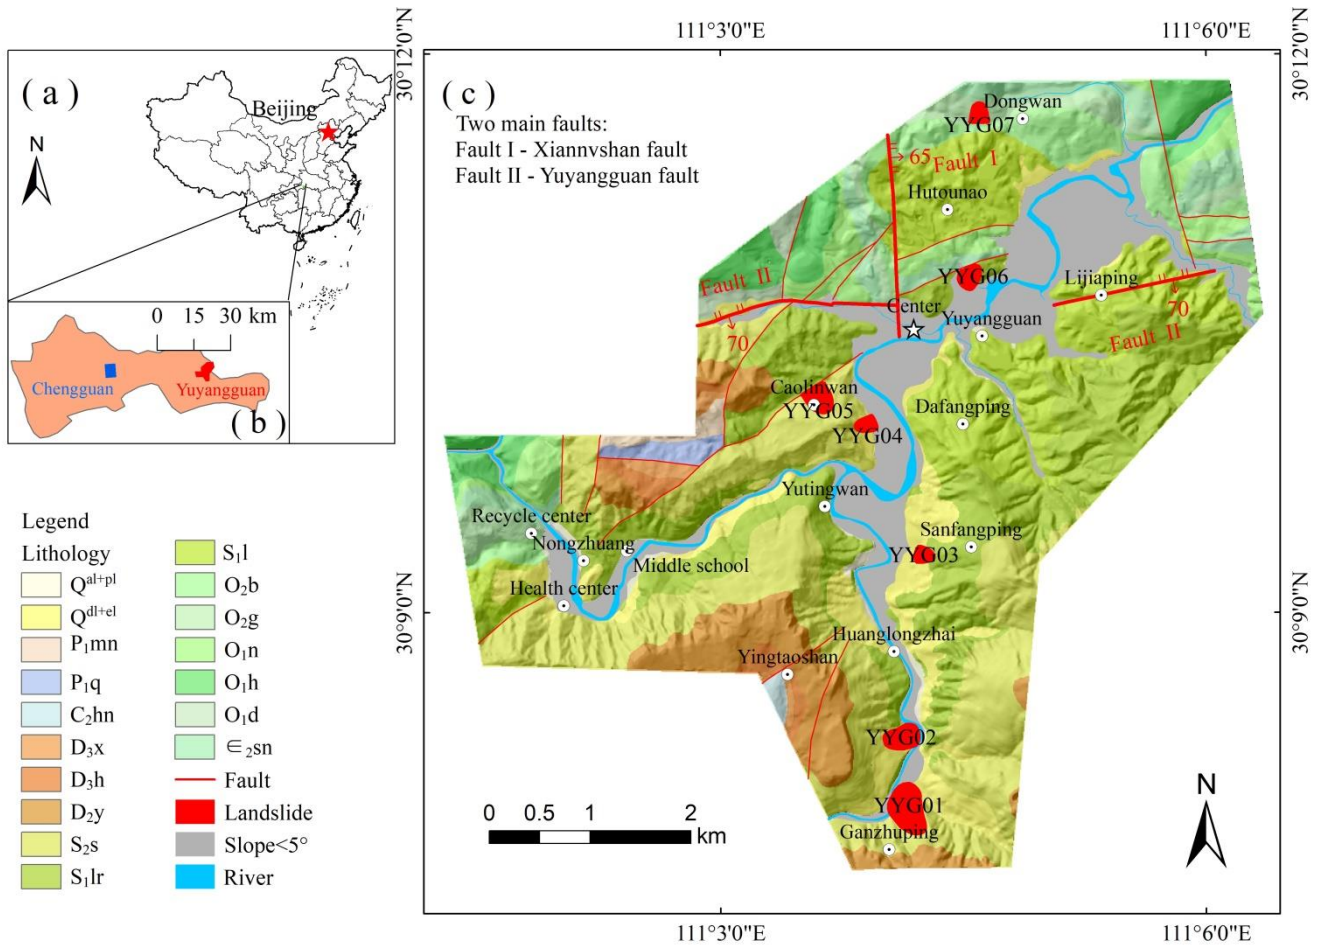 111°3'0"N
111°6'0"N
30°12'0"N
30°12'0"N
( a )
Beijing
N
0 15 30 km
Chengguan
Yuyangguan
( b )
( c )
Two main faults:
Fault I - Xiannvshan fault
Fault II - Yuyangguan fault
Dongwan
YYG07
65
Fault I
Hutounao
Fault II
YYG06
Lijiaping
Center
Yuyangguan
70
70
Fault II
Caolinwan
YYG05
Dafangping
YYG04
Yutingwan
Recycle center
Sanfangping
Nongzhuang
YYG03
Middle school
Health center
Huanglongzhai
Yingtaoshan
YYG02
YYG01
Ganzhuping
30°9'0"N
30°9'0"N
0 0.5 1 2
km
N
111°3'0"N
111°6'0"N
Legend
Lithology
Qᵃˡ⁺ᵖˡ
Qᵈˡ⁺ᵉˡ
P₁mn
P₁q
C₂hn
D₃x
D₃h
D₂y
S₂s
S₁lr
S₁l
O₂b
O₂g
O₁n
O₁h
O₁d
∈₂sn
Fault
Landslide
Slope<5°
River